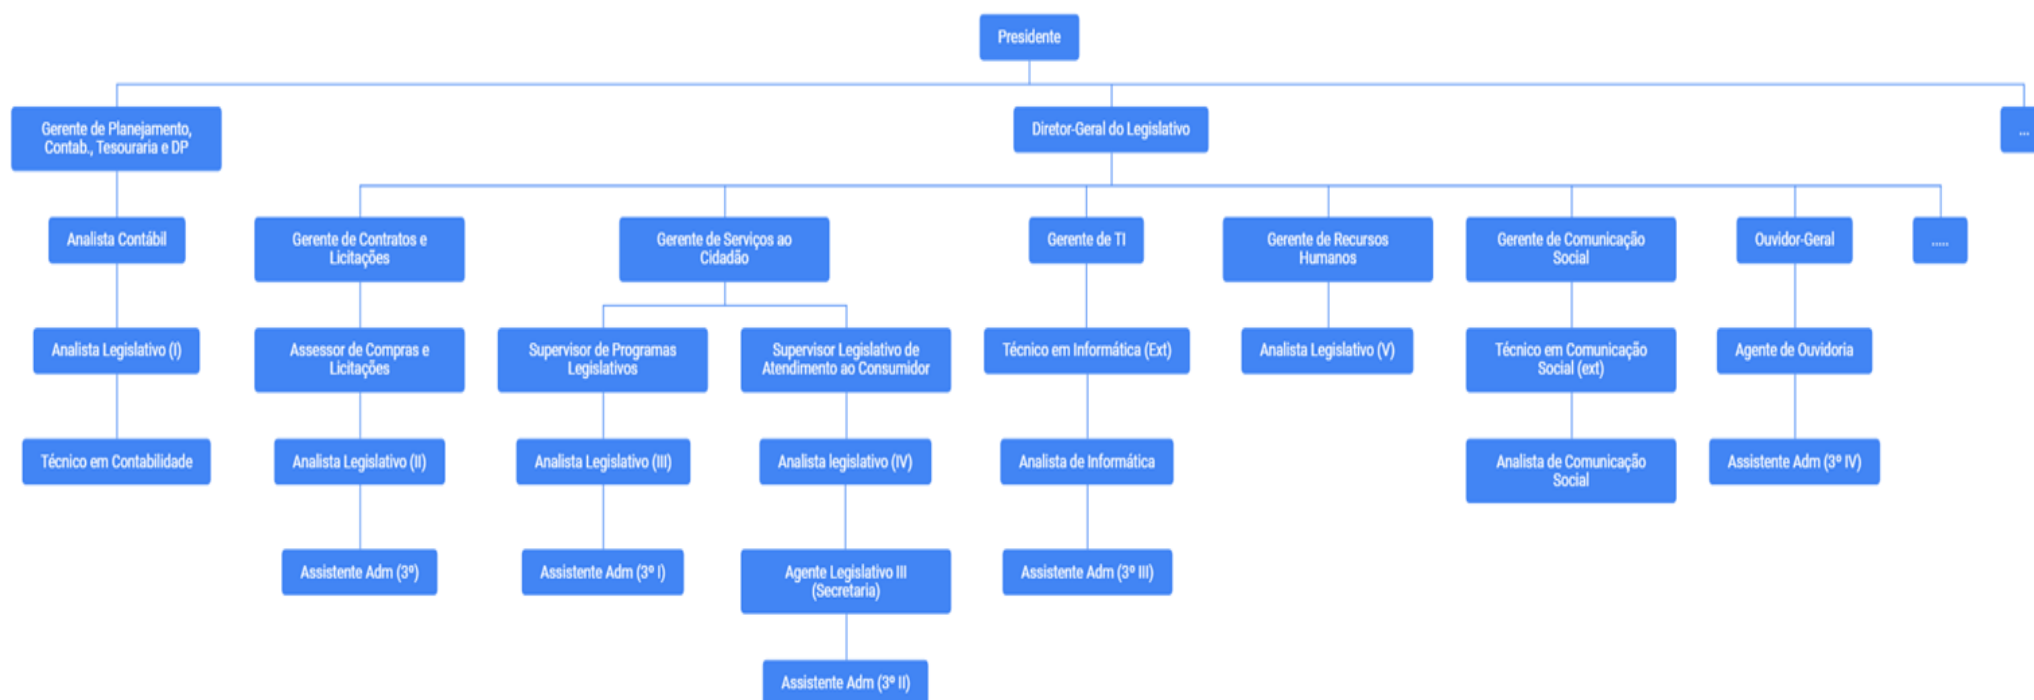 Presidente
Gerente de Planejamento,
Contab., Tesouraria e DP
Diretor-Geral do Legislativo
...
Analista Contábil
Gerente de Contratos e
Licitações
Gerente de Serviços ao
Cidadão
Gerente de TI
Gerente de Recursos
Humanos
Gerente de Comunicação
Social
Ouvidor-Geral
.....
Analista Legislativo (I)
Assessor de Compras e
Licitações
Supervisor de Programas
Legislativos
Supervisor Legislativo de
Atendimento ao Consumidor
Técnico em Informática (Ext)
Analista Legislativo (V)
Técnico em Comunicação
Social (ext)
Agente de Ouvidoria
Técnico em Contabilidade
Analista Legislativo (II)
Analista Legislativo (III)
Analista legislativo (IV)
Analista de Informática
Analista de Comunicação
Social
Assistente Adm (3º IV)
Assistente Adm (3º)
Assistente Adm (3º I)
Agente Legislativo III
(Secretaria)
Assistente Adm (3º III)
Assistente Adm (3º II)